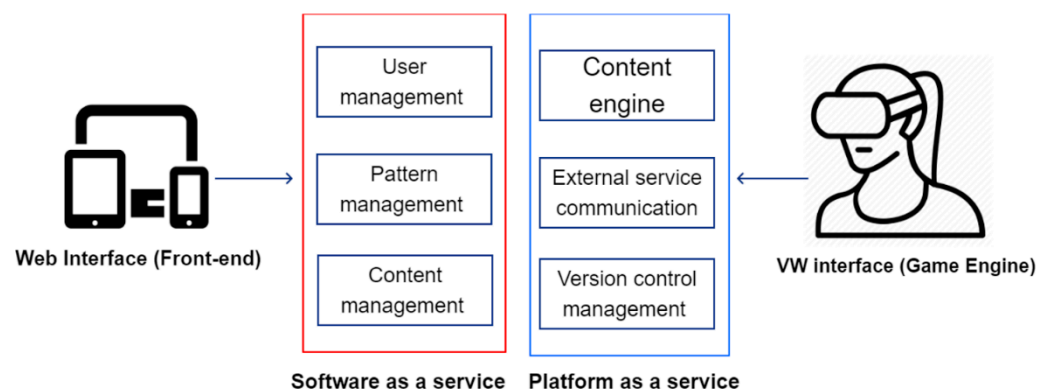 User
management
Pattern
management
Content
management
Content
engine
External service
communication
Version control
management
Web Interface (Front-end)
VW interface (Game Engine)
Software as a service
Platform as a service